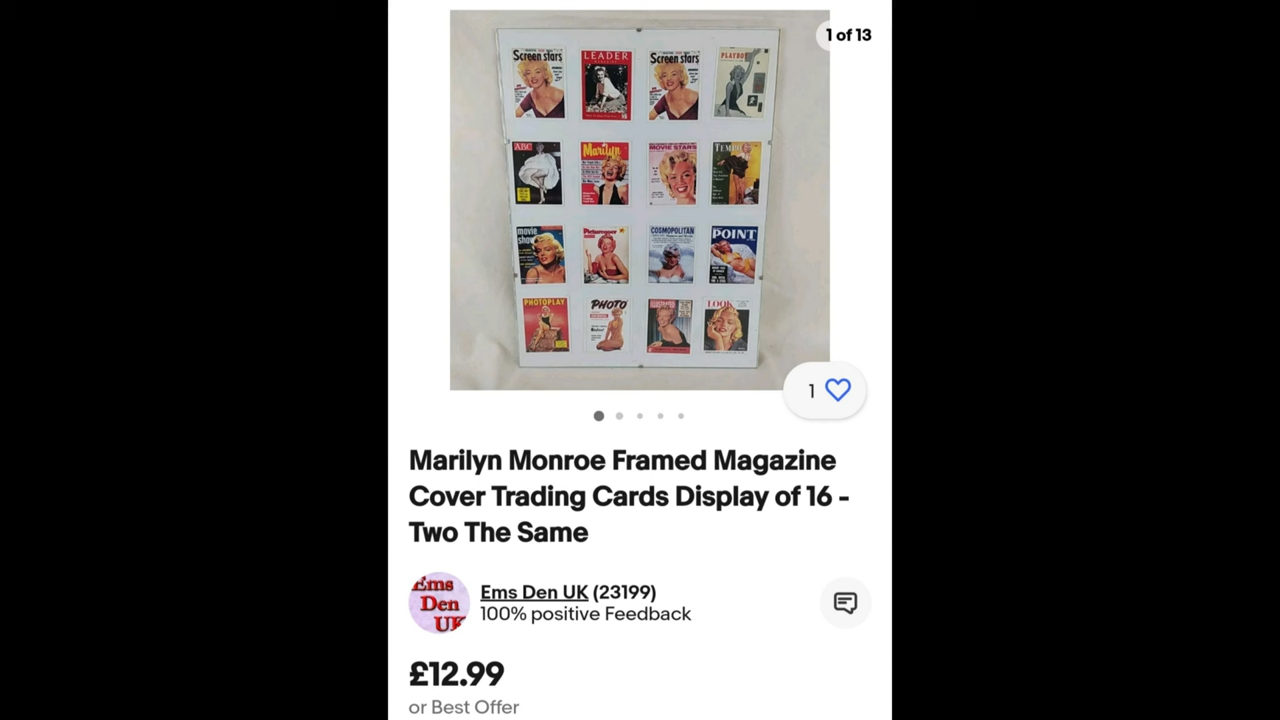 1 of 13
Screen stars
LEADER
Screen stars
PLAYBO
ABC
Marilyn
MOVIE STARS
TEMPO
movie
show
Picturegoer
COSMOPOLITAN
POINT
PHOTOPLAY
PHOTO
LOOK
1
Marilyn Monroe Framed Magazine
Cover Trading Cards Display of 16 -
Two The Same
Ems
Den
UK
Ems Den UK (23199)
100% positive Feedback
£12.99
or Best Offer